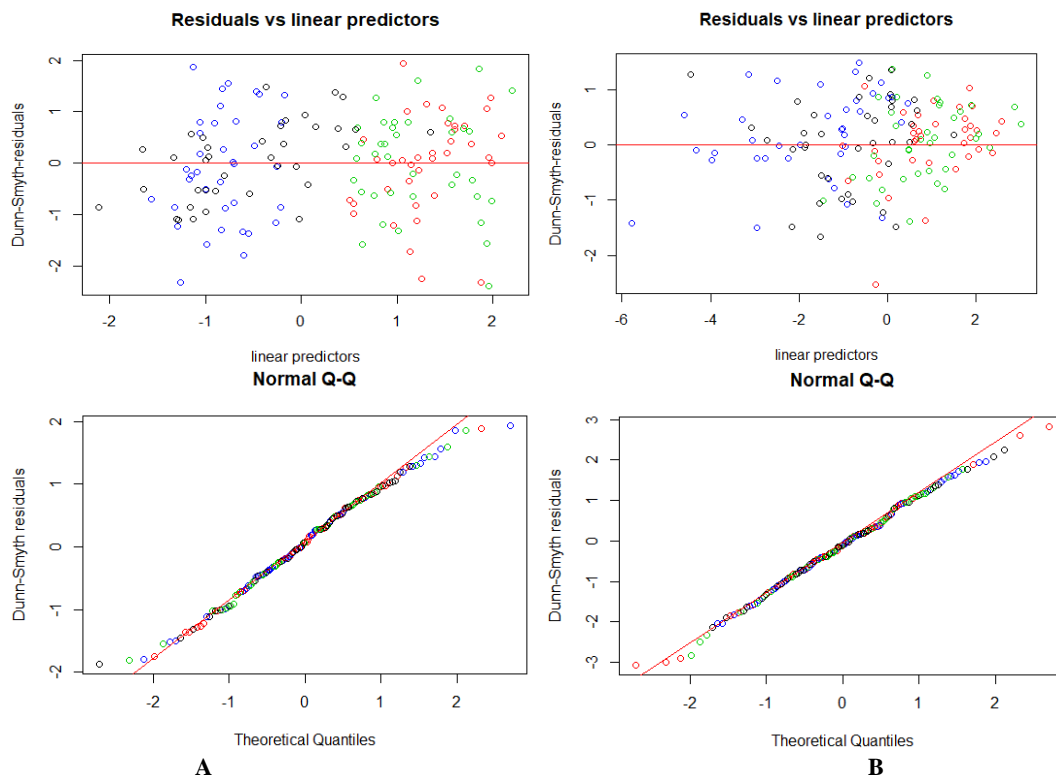 Residuals vs linear predictors
Dunn-Smyth-residuals
2
1
0
-1
-2
-2
-1
0
1
2
linear predictors
Normal Q-Q
Dunn-Smyth residuals
2
1
0
-1
-2
-2
-1
0
1
2
Theoretical Quantiles
A
Residuals vs linear predictors
Dunn-Smyth-residuals
1
0
-1
-2
-6
-4
-2
0
2
linear predictors
Normal Q-Q
Dunn-Smyth residuals
3
2
1
0
-1
-2
-3
-2
-1
0
1
2
Theoretical Quantiles
B